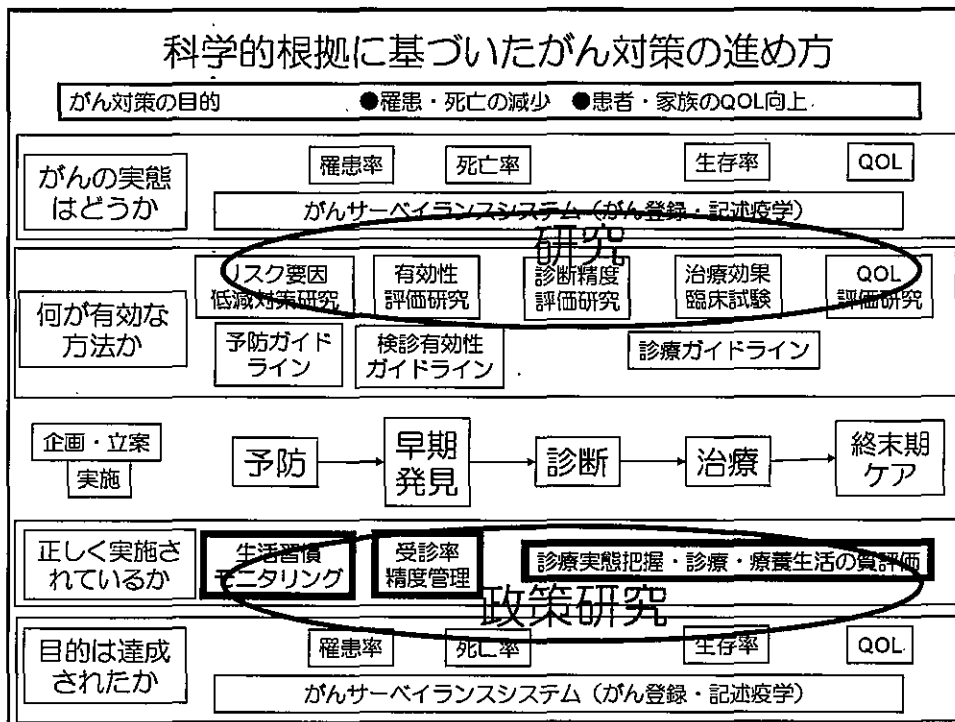 科学的根拠に基づいたがん対策の進め方
がん対策の目的 ●罹患・死亡の減少 ●患者・家族のQOL向上
がんの実態
はどうか
罹患率 死亡率 生存率 QOL
がんサーベイランスシステム（がん登録・記述疫学）
研究
何が有効な
方法か
リスク要因
低減対策研究
有効性
評価研究
診断精度
評価研究
治療効果
臨床試験
QOL
評価研究
予防ガイド
ライン
検診有効性
ガイドライン
診療ガイドライン
企画・立案
実施
予防
早期
発見
診断
治療
終末期
ケア
正しく実施さ
れているか
生活習慣
モニタリング
受診率
精度管理
診療実態把握・診療・療養生活の質評価
政策研究
目的は達成
されたか
罹患率 死亡率 生存率 QOL
がんサーベイランスシステム（がん登録・記述疫学）